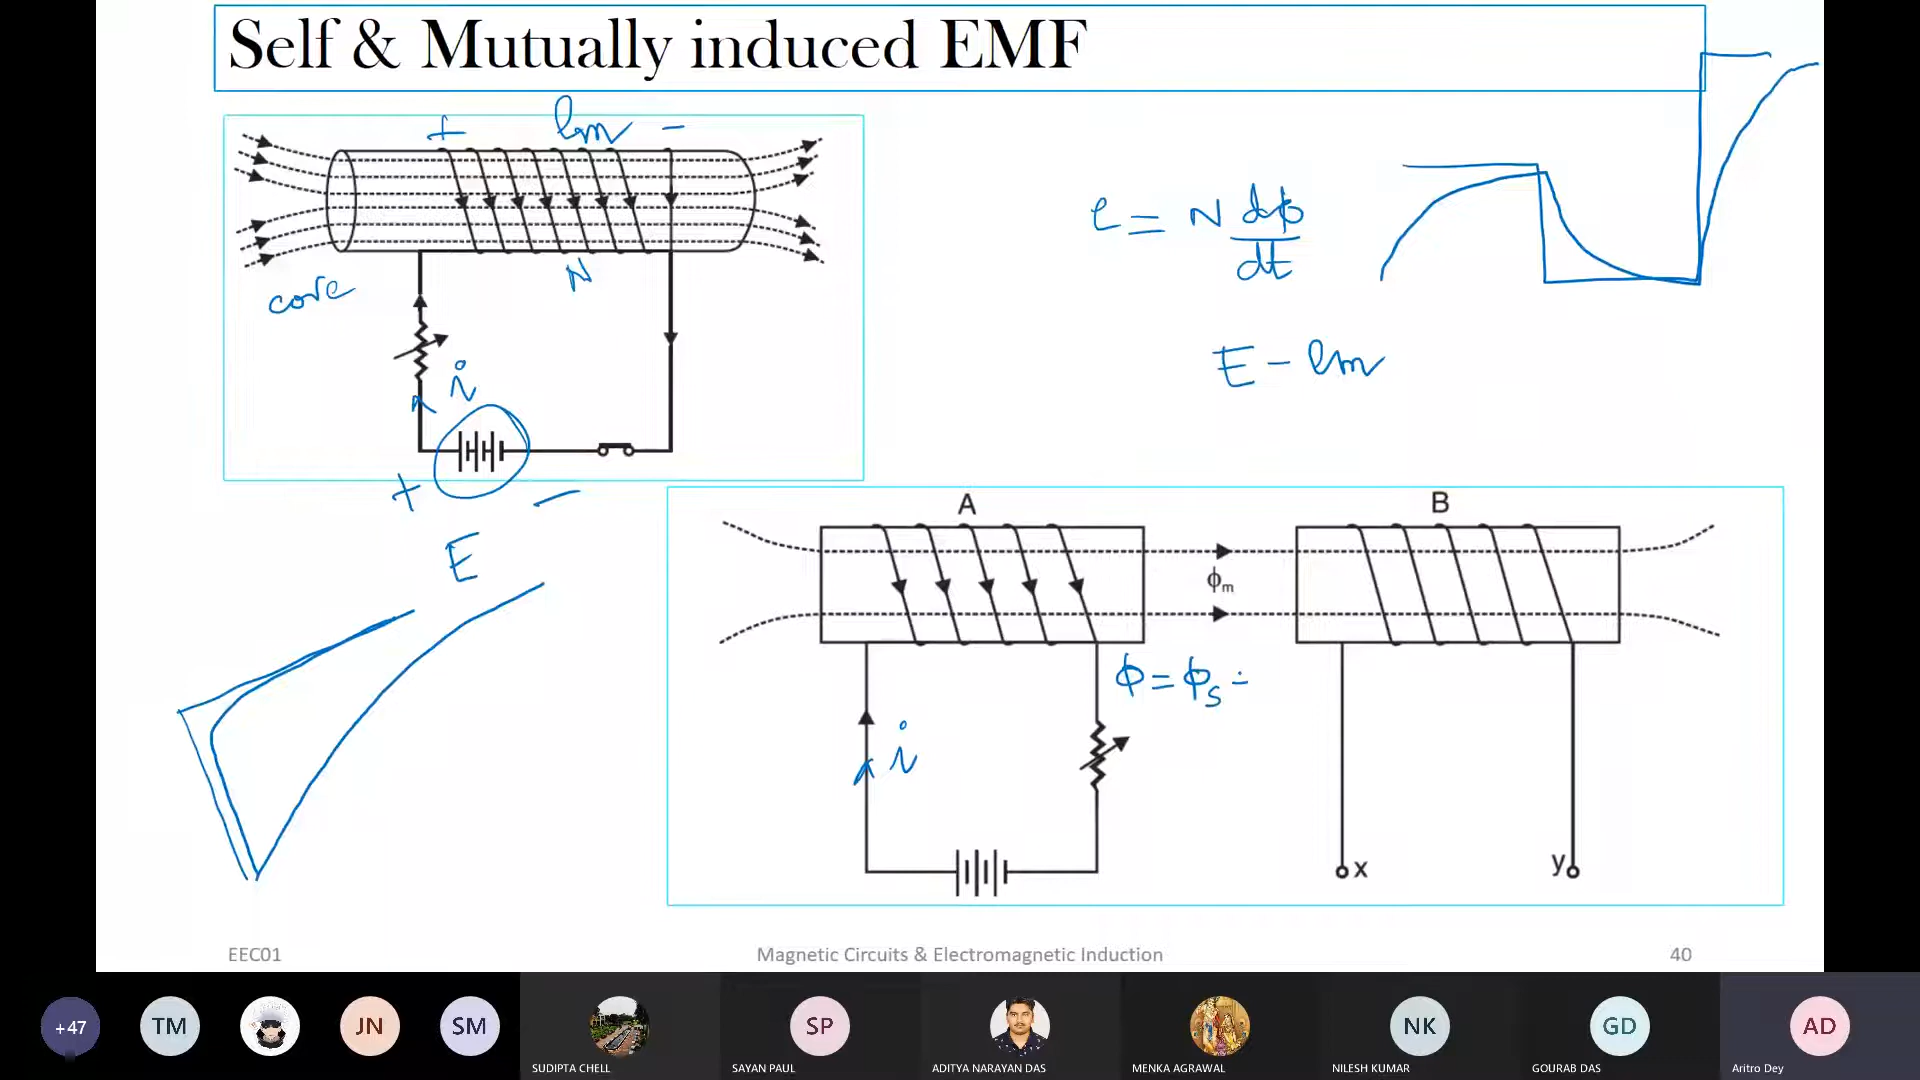 Self & Mutually induced EMF
+ em -
e = N dφ/dt
core
N
i
E - em
+ -
E
A
B
ϕm
φ = φs ÷
i
x
y
EEC01
Magnetic Circuits & Electromagnetic Induction
40
+47
TM
JN
SM
SP
NK
GD
AD
SUDIPTA CHELL
SAYAN PAUL
ADITYA NARAYAN DAS
MENKA AGRAWAL
NILESH KUMAR
GOURAB DAS
Aritro Dey